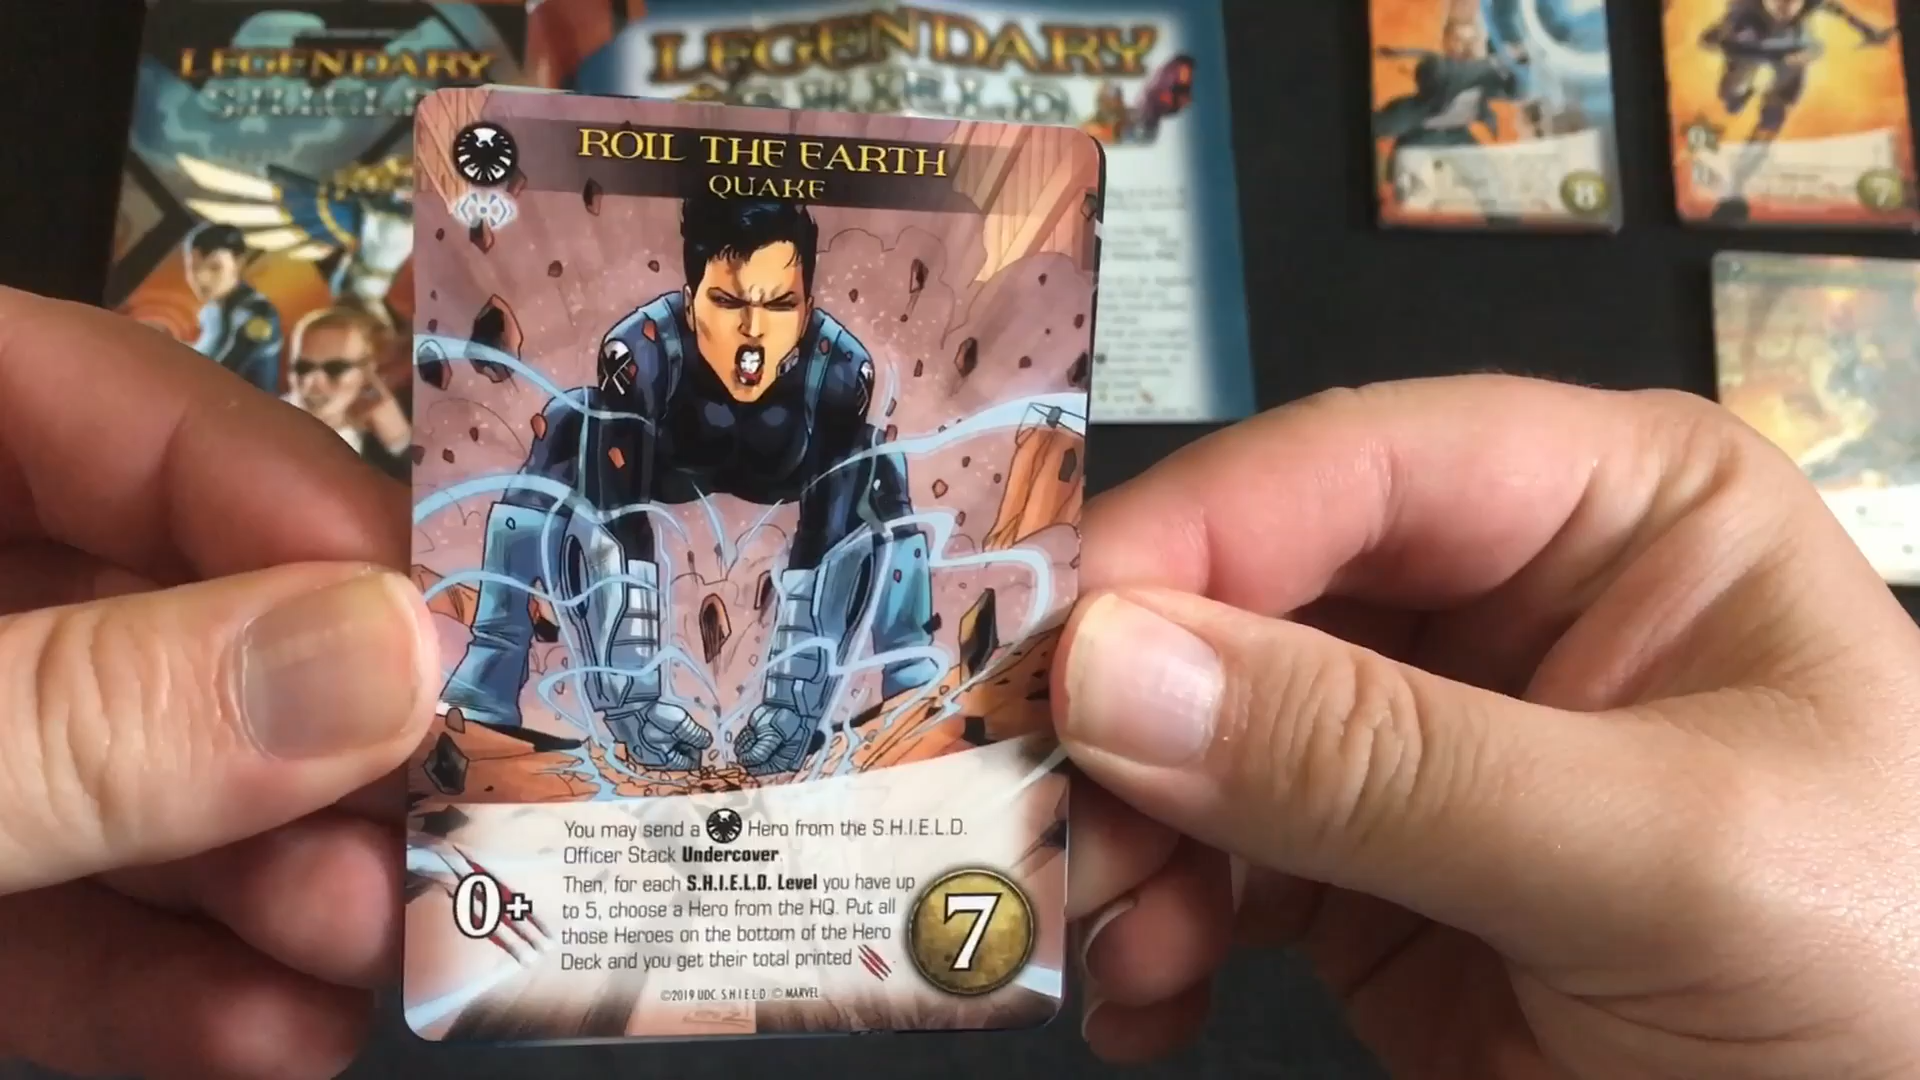 LEGENDARY
S.H.I.E.L.D.
LEGENDARY
S.H.I.E.L.D.
ROIL THE EARTH
QUAKE
You may send a Hero from the S.H.I.E.L.D.
Officer Stack Undercover.
Then, for each S.H.I.E.L.D. Level you have up
to 5, choose a Hero from the HQ. Put all
those Heroes on the bottom of the Hero
Deck and you get their total printed
0+
7
©2019 UDC S.H.I.E.L.D © MARVEL
8
7